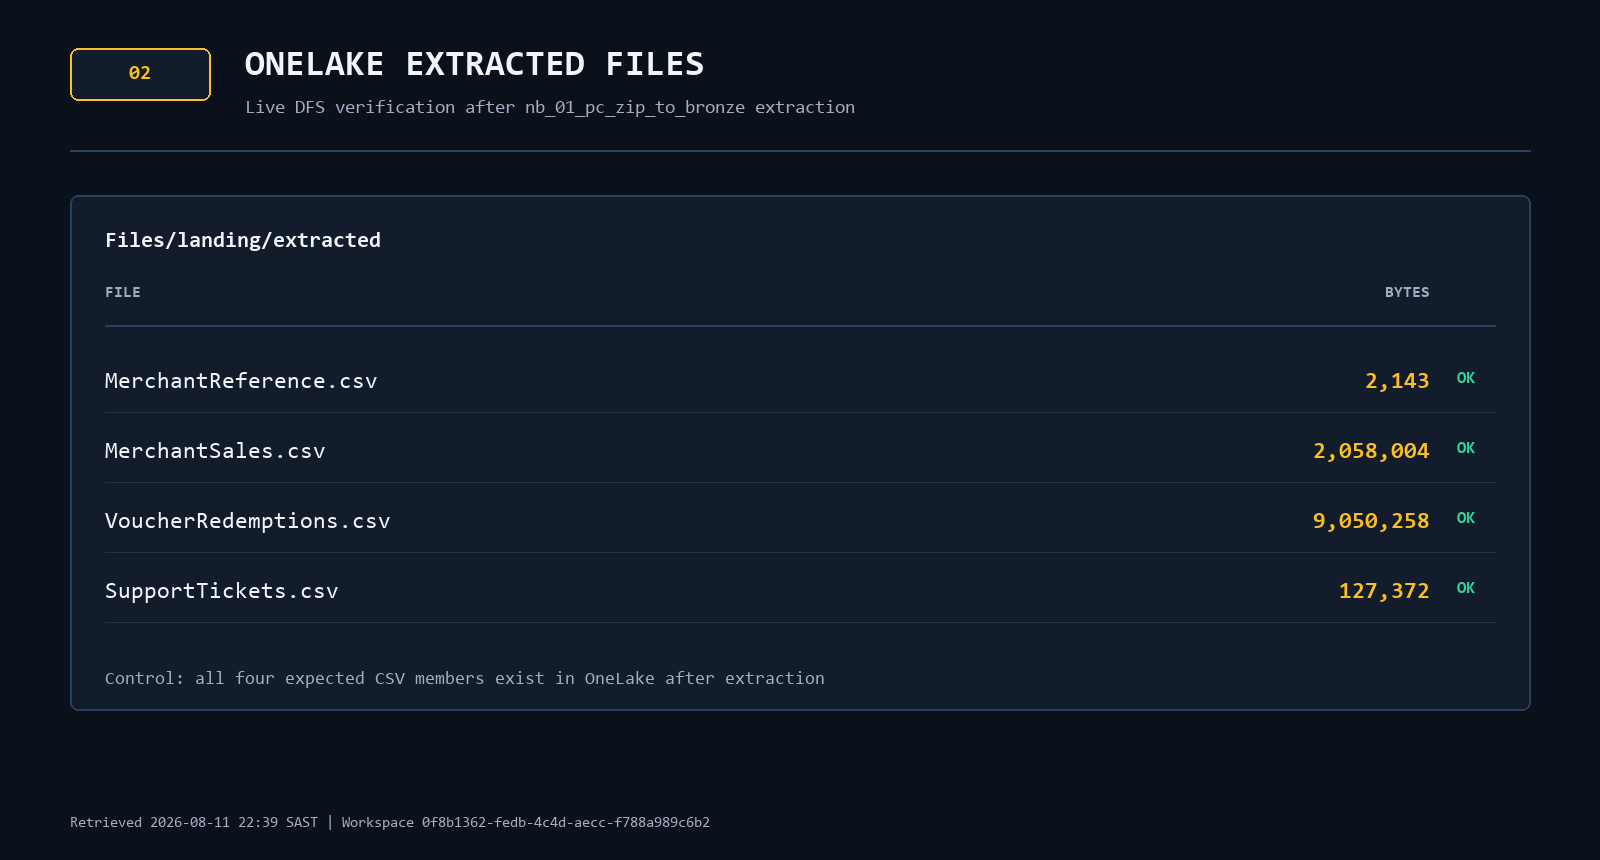 02
ONELAKE EXTRACTED FILES
Live DFS verification after nb_01_pc_zip_to_bronze extraction
Files/landing/extracted
FILE BYTES
MerchantReference.csv 2,143 OK
MerchantSales.csv 2,058,004 OK
VoucherRedemptions.csv 9,050,258 OK
SupportTickets.csv 127,372 OK
Control: all four expected CSV members exist in OneLake after extraction
Retrieved 2026-08-11 22:39 SAST | Workspace 0f8b1362-fedb-4c4d-aecc-f788a989c6b2